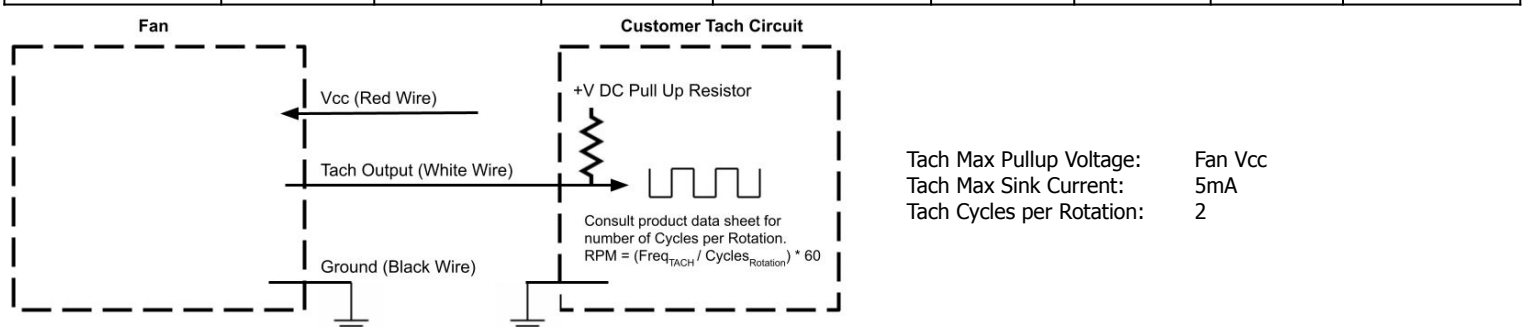 Fan
Customer Tach Circuit
Vcc (Red Wire)
+V DC Pull Up Resistor
Tach Output (White Wire)
Consult product data sheet for
number of Cycles per Rotation.
RPM = (FreqTACH / CyclesRotation) * 60
Ground (Black Wire)
Tach Max Pullup Voltage: Fan Vcc
Tach Max Sink Current: 5mA
Tach Cycles per Rotation: 2